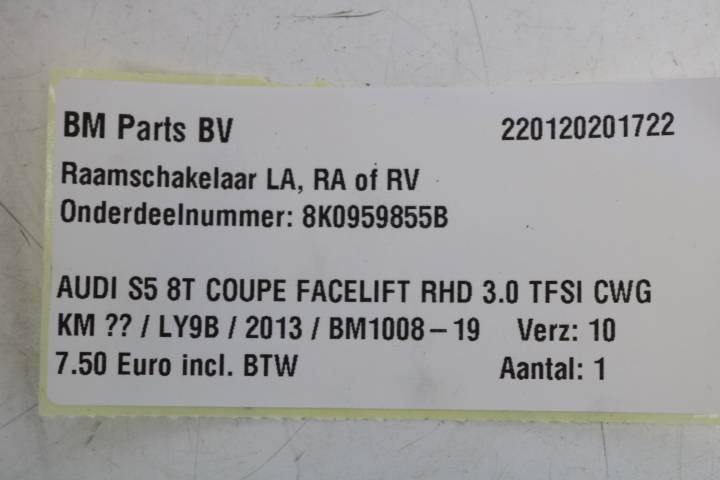 BM Parts BV 220120201722
Raamschakelaar LA, RA of RV
Onderdeelnummer: 8K0959855B
AUDI S5 8T COUPE FACELIFT RHD 3.0 TFSI CWG
KM ?? / LY9B / 2013 / BM1008-19 Verz: 10
7.50 Euro incl. BTW Aantal: 1